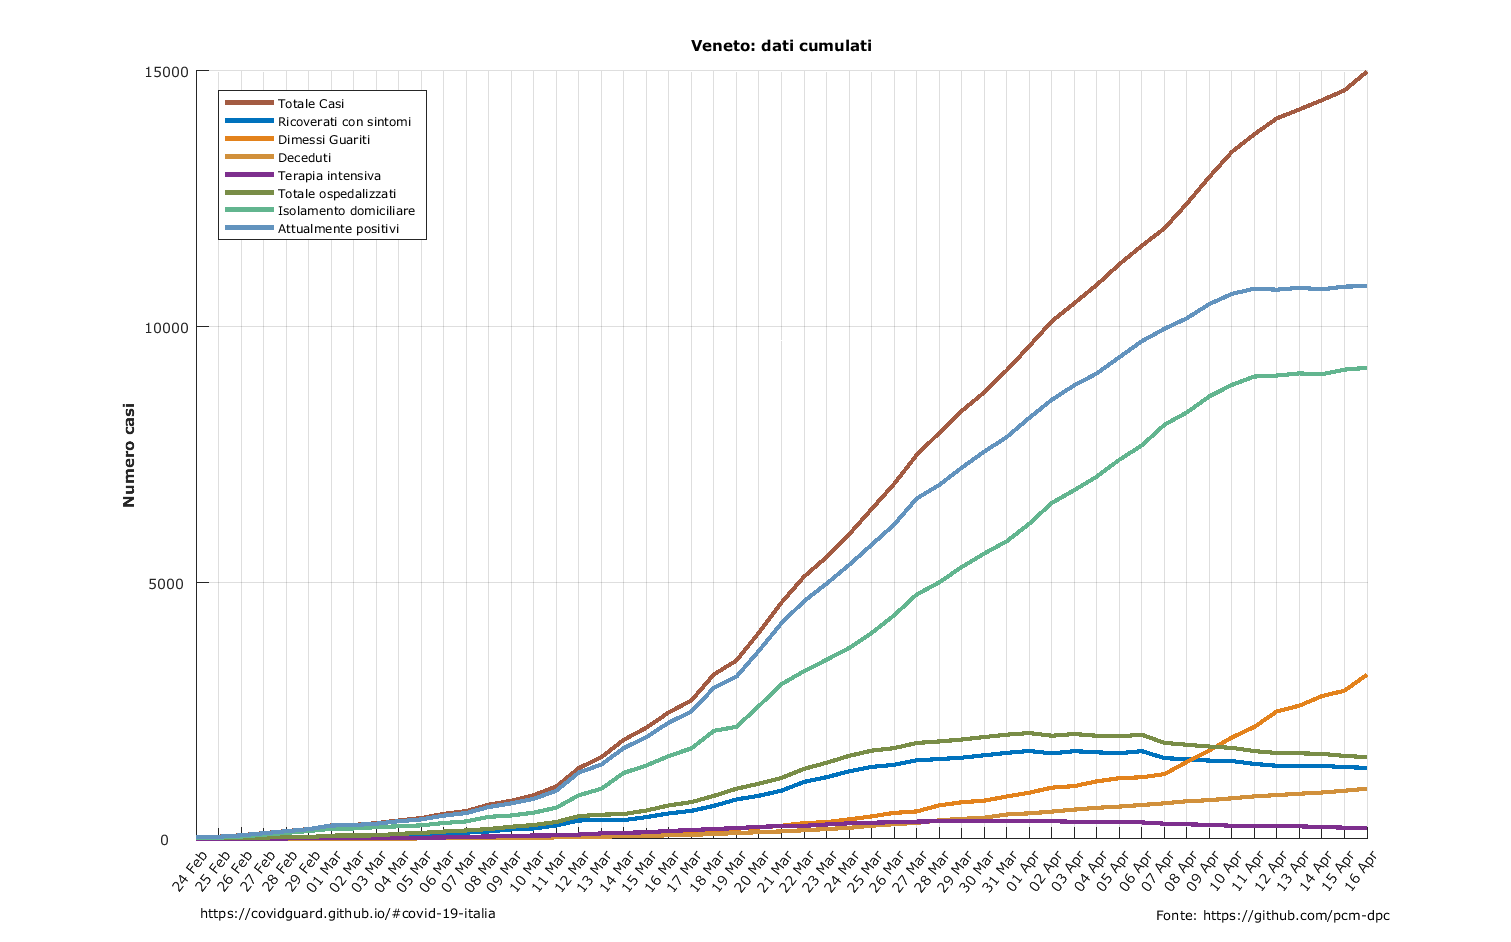 Veneto: dati cumulati
15000
10000
5000
0
Numero casi
Totale Casi
Ricoverati con sintomi
Dimessi Guariti
Deceduti
Terapia intensiva
Totale ospedalizzati
Isolamento domiciliare
Attualmente positivi
24 Feb
25 Feb
26 Feb
27 Feb
28 Feb
29 Feb
01 Mar
02 Mar
03 Mar
04 Mar
05 Mar
06 Mar
07 Mar
08 Mar
09 Mar
10 Mar
11 Mar
12 Mar
13 Mar
14 Mar
15 Mar
16 Mar
17 Mar
18 Mar
19 Mar
20 Mar
21 Mar
22 Mar
23 Mar
24 Mar
25 Mar
26 Mar
27 Mar
28 Mar
29 Mar
30 Mar
31 Mar
01 Apr
02 Apr
03 Apr
04 Apr
05 Apr
06 Apr
07 Apr
08 Apr
09 Apr
10 Apr
11 Apr
12 Apr
13 Apr
14 Apr
15 Apr
16 Apr
https://covidguard.github.io/#covid-19-italia
Fonte: https://github.com/pcm-dpc